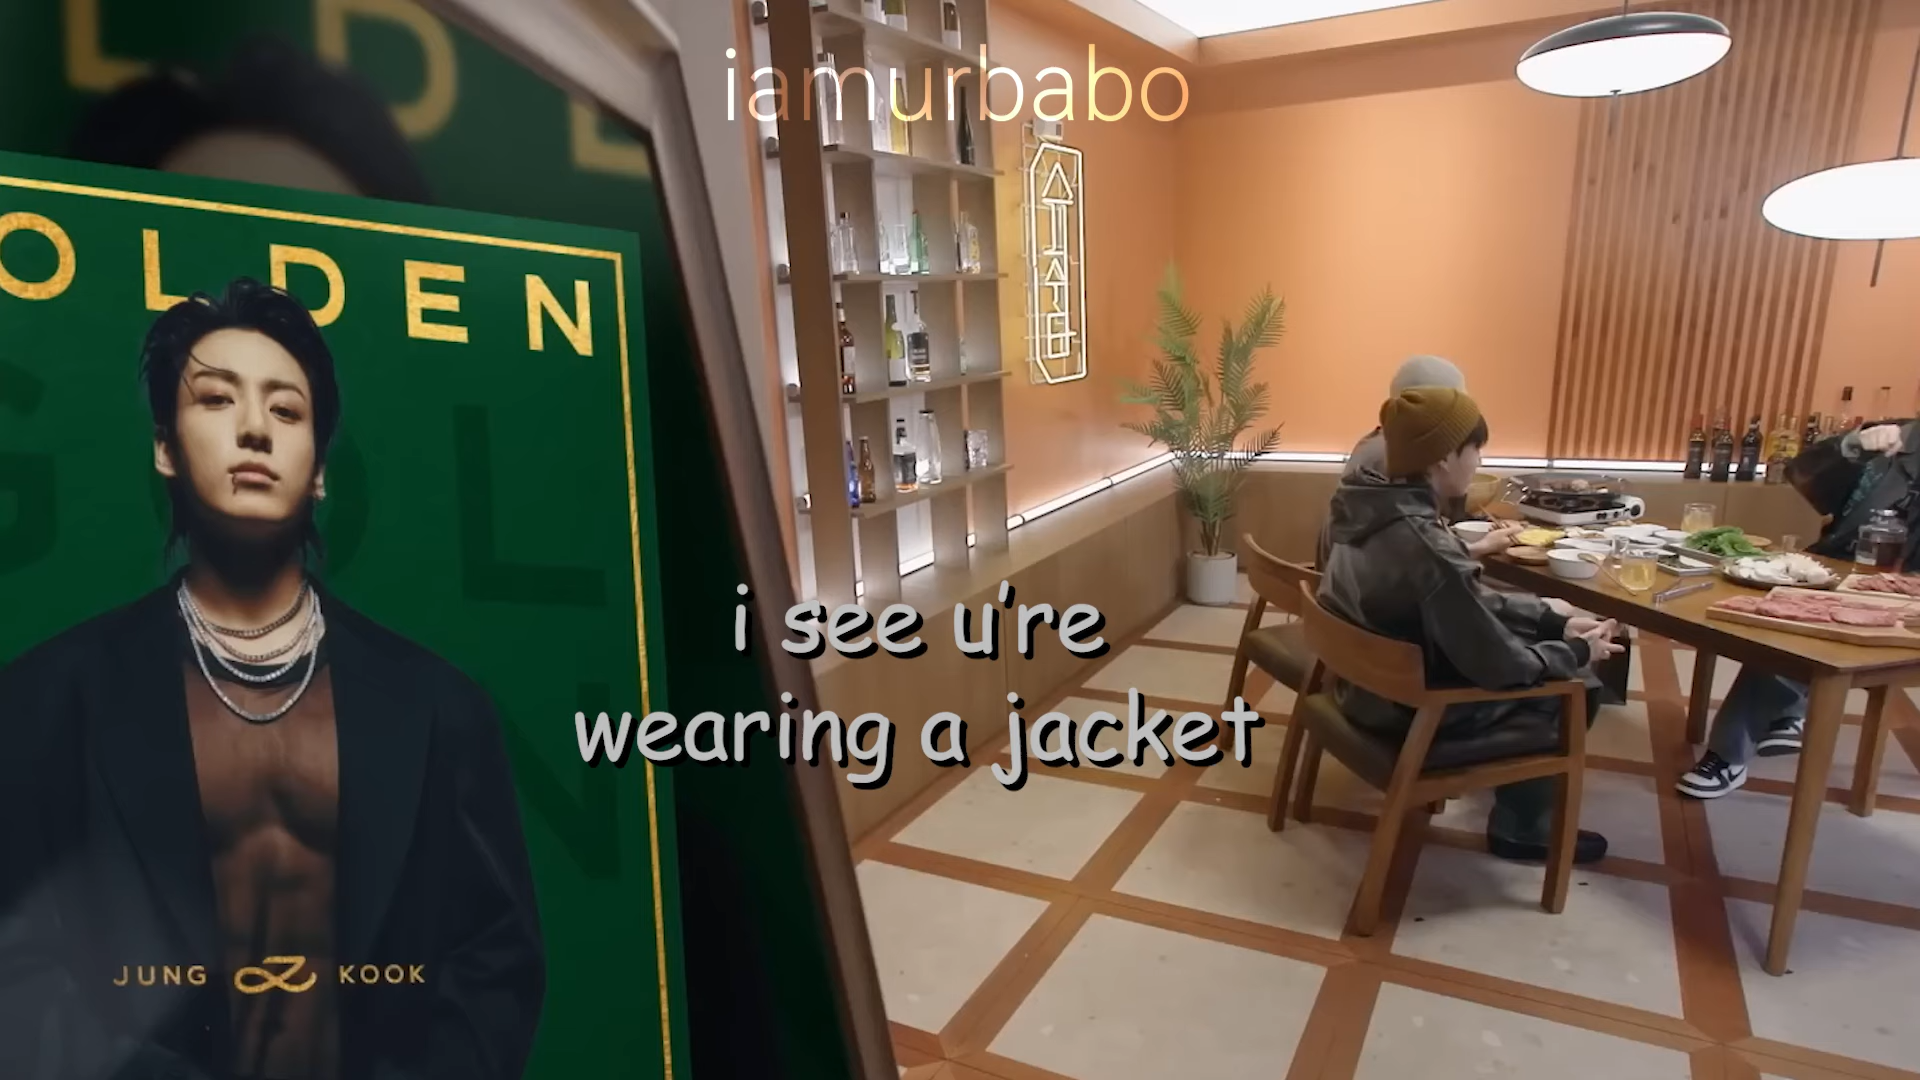 iamurbabo
OLDEN
JUNG KOOK
i see u're
wearing a jacket